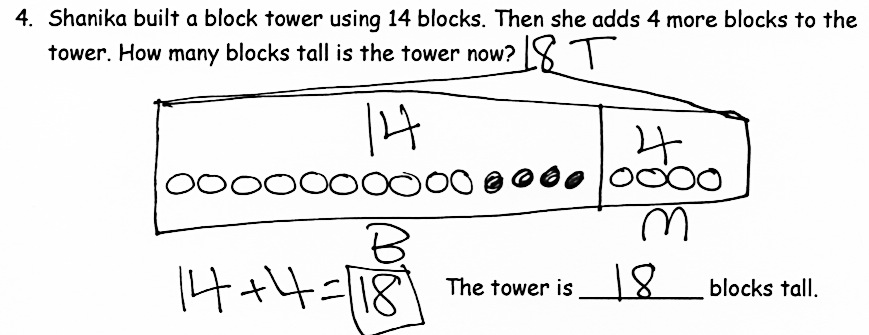 4. Shanika built a block tower using 14 blocks. Then she adds 4 more blocks to the
tower. How many blocks tall is the tower now? 18 T
14 4
B M
14+4=18 The tower is 18 blocks tall.